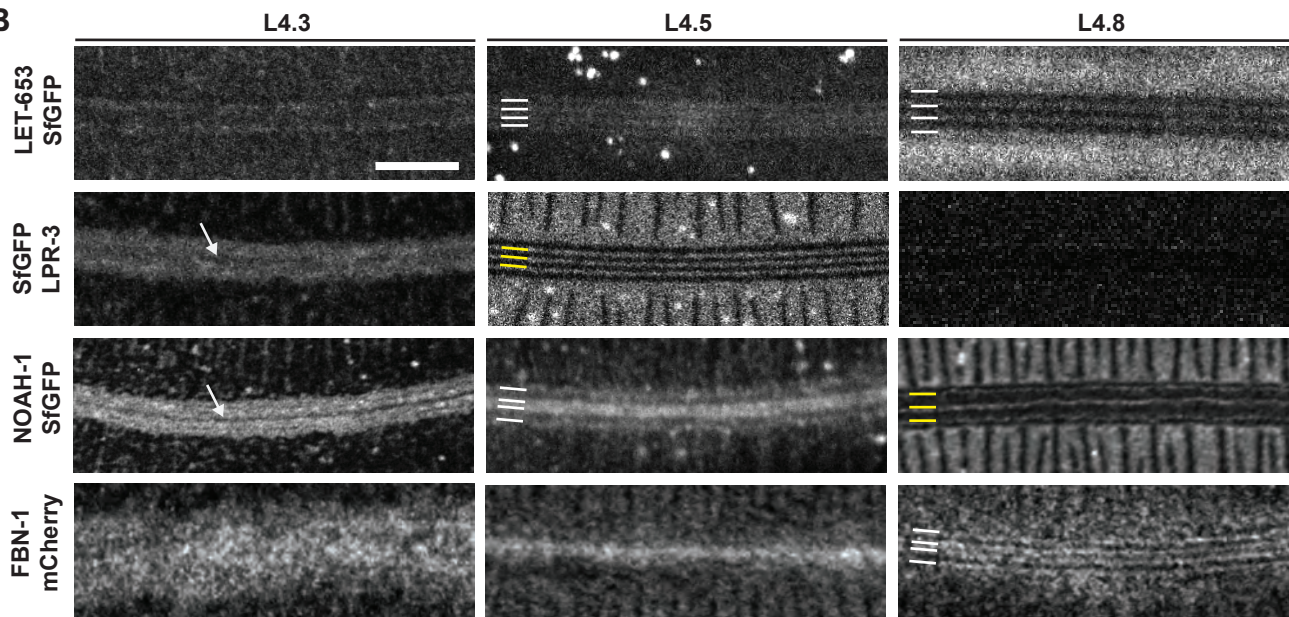 B
L4.3 L4.5 L4.8
LET-653
SfGFP
SfGFP
LPR-3
NOAH-1
SfGFP
FBN-1
mCherry